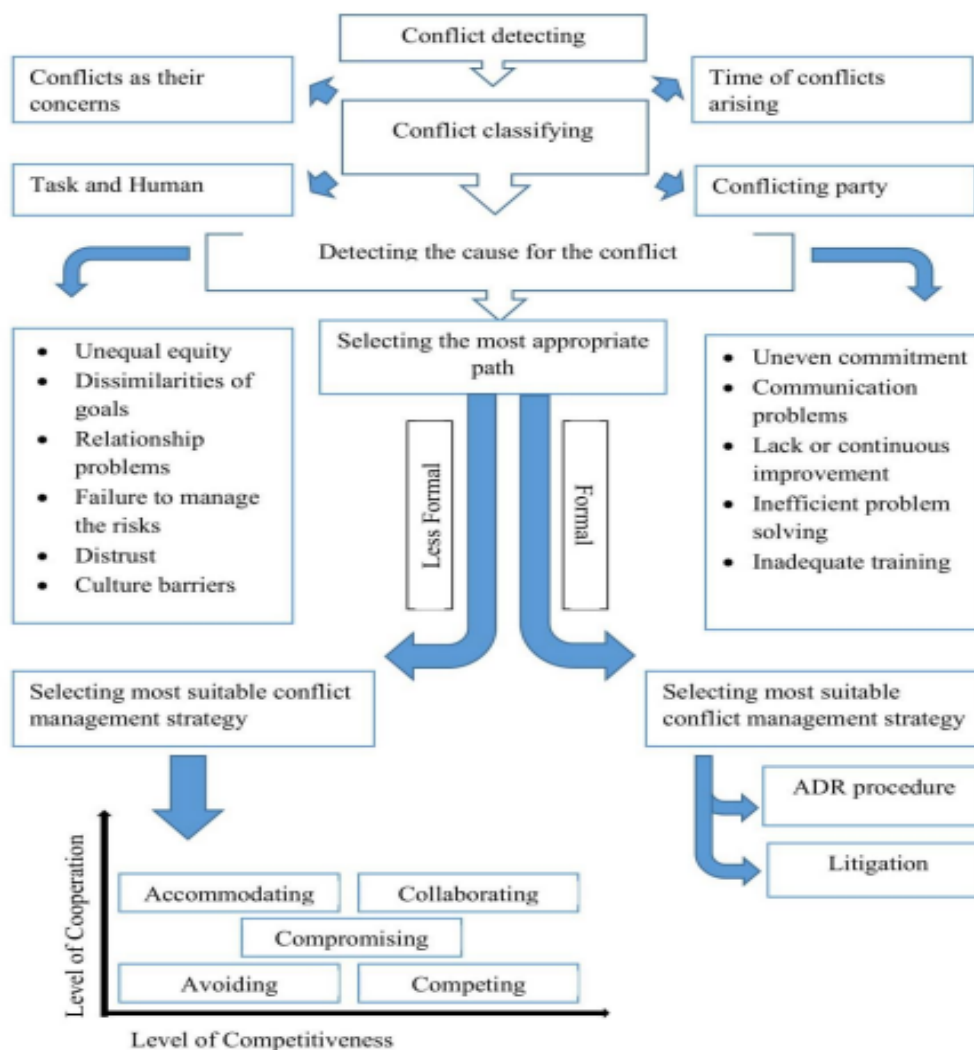 Conflict detecting
Conflicts as their
concerns
Time of conflicts
arising
Conflict classifying
Task and Human
Conflicting party
Detecting the cause for the conflict
Unequal equity
Dissimilarities of
goals
Relationship
problems
Failure to manage
the risks
Distrust
Culture barriers
Selecting the most appropriate
path
Less Formal
Formal
Uneven commitment
Communication
problems
Lack or continuous
improvement
Inefficient problem
solving
Inadequate training
Selecting most suitable conflict
management strategy
Selecting most suitable
conflict management strategy
ADR procedure
Litigation
Level of Cooperation
Accommodating
Collaborating
Compromising
Avoiding
Competing
Level of Competitiveness